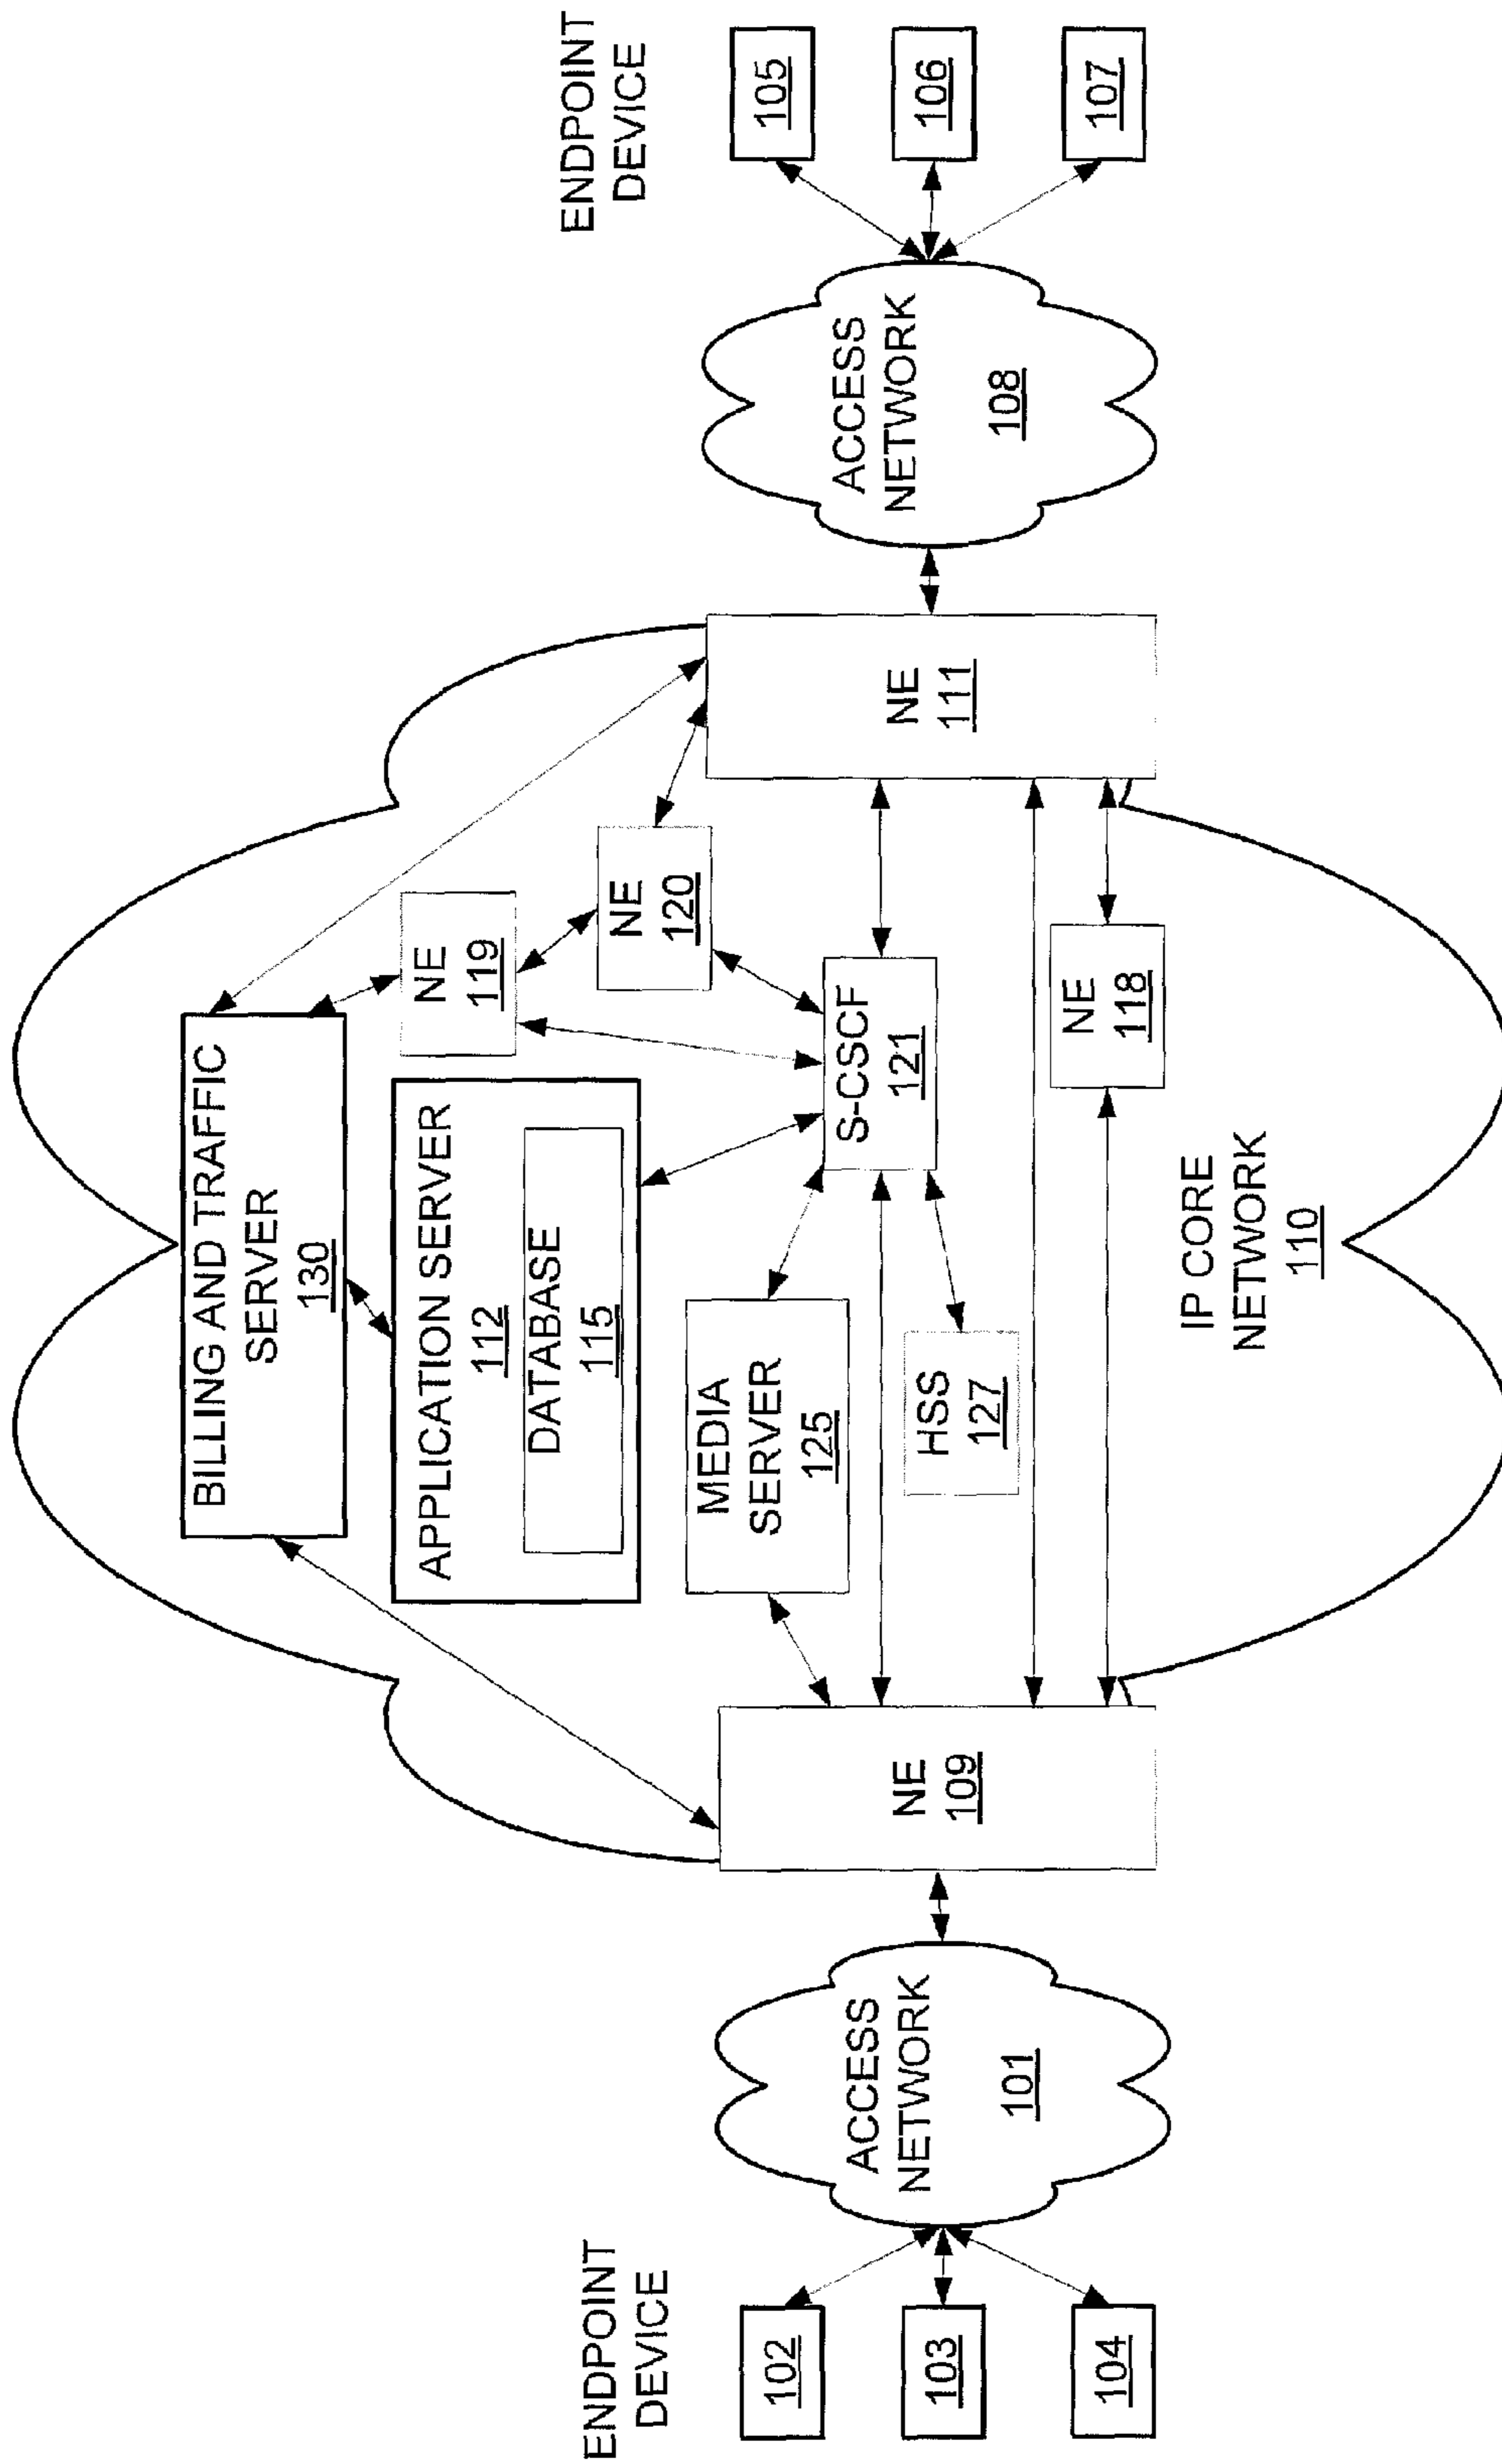 ENDPOINT
DEVICE
102
103
104
ACCESS
NETWORK
101
NE
109
BILLING AND TRAFFIC
SERVER
130
APPLICATION SERVER
112
DATABASE
115
MEDIA
SERVER
125
HSS
127
S-CSCF
121
NE
119
NE
120
NE
118
IP CORE
NETWORK
110
NE
111
ACCESS
NETWORK
108
ENDPOINT
DEVICE
105
106
107